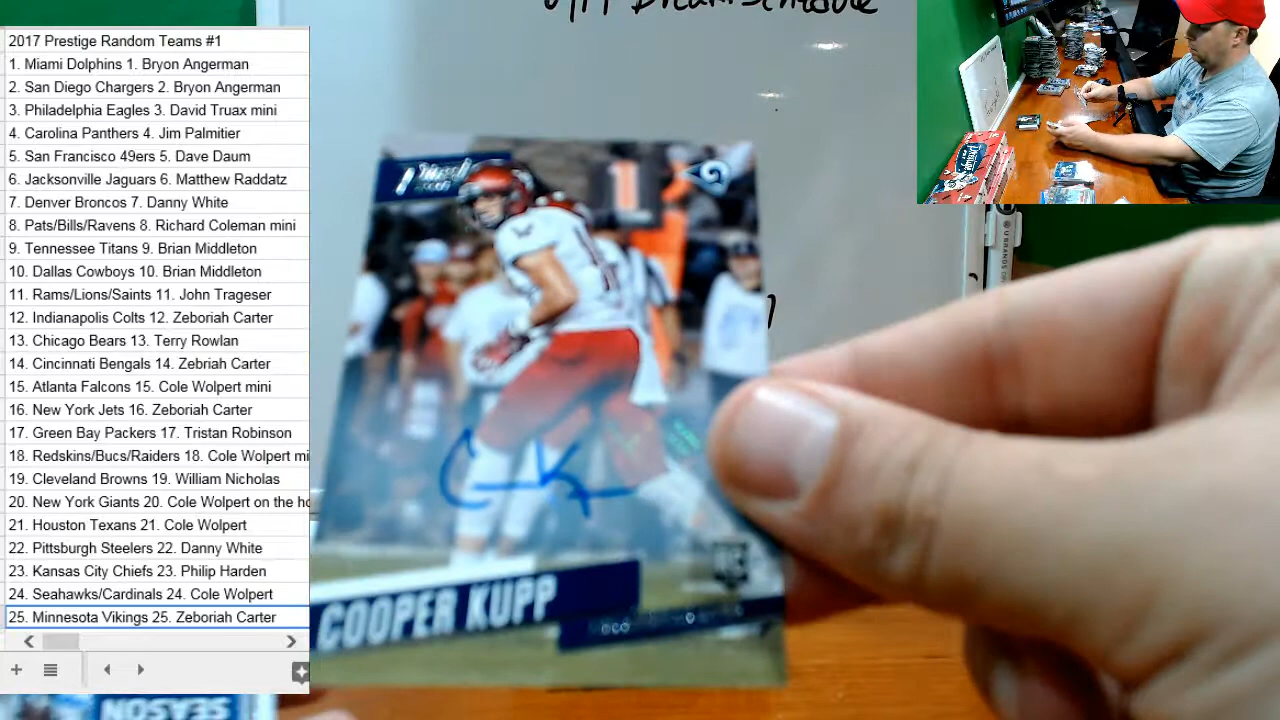 2017 Prestige Random Teams #1
1. Miami Dolphins 1. Bryon Angerman
2. San Diego Chargers 2. Bryon Angerman
3. Philadelphia Eagles 3. David Truax mini
4. Carolina Panthers 4. Jim Palmitier
5. San Francisco 49ers 5. Dave Daum
6. Jacksonville Jaguars 6. Matthew Raddatz
7. Denver Broncos 7. Danny White
8. Pats/Bills/Ravens 8. Richard Coleman mini
9. Tennessee Titans 9. Brian Middleton
10. Dallas Cowboys 10. Brian Middleton
11. Rams/Lions/Saints 11. John Trageser
12. Indianapolis Colts 12. Zeboriah Carter
13. Chicago Bears 13. Terry Rowlan
14. Cincinnati Bengals 14. Zebriah Carter
15. Atlanta Falcons 15. Cole Wolpert mini
16. New York Jets 16. Zeboriah Carter
17. Green Bay Packers 17. Tristan Robinson
18. Redskins/Bucs/Raiders 18. Cole Wolpert mi
19. Cleveland Browns 19. William Nicholas
20. New York Giants 20. Cole Wolpert on the ho
21. Houston Texans 21. Cole Wolpert
22. Pittsburgh Steelers 22. Danny White
23. Kansas City Chiefs 23. Philip Harden
24. Seahawks/Cardinals 24. Cole Wolpert
25. Minnesota Vikings 25. Zeboriah Carter
Break Schedule
COOPER KUPP
RC
SEASON